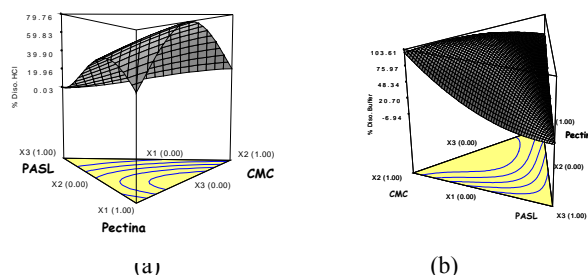 79.76
59.83
39.90
19.96
0.03
% Diso. HCl
X3 (1.00)
PASL
X1 (0.00)
X2 (1.00)
CMC
X2 (0.00)
X3 (0.00)
X1 (1.00)
Pectina
(a)
103.61
75.97
48.34
20.70
-6.94
% Diso. Buffer
(1.00)
Pectin
X3 (0.00)
X2 (0.00)
X2 (1.00)
CMC
X1 (0.00)
PASL
X3 (1.00)
(b)